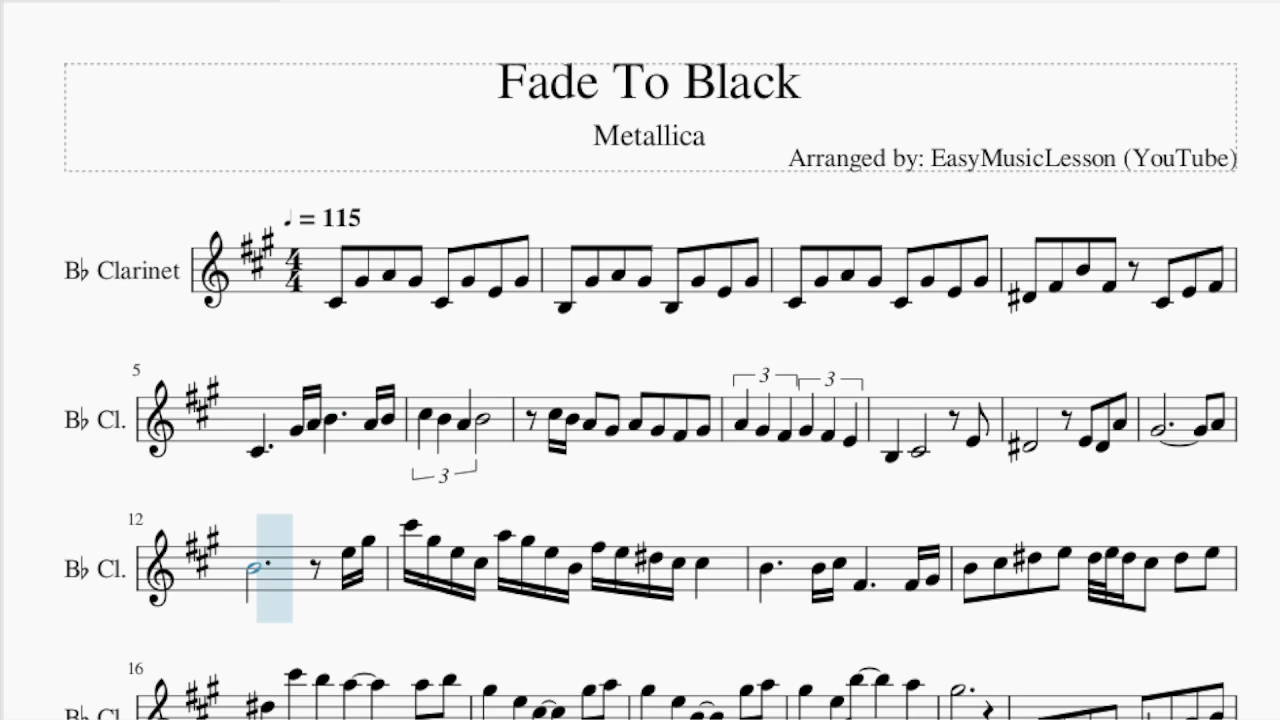 Fade To Black
Metallica
Arranged by: EasyMusicLesson (YouTube)
♩ = 115
B♭ Clarinet
4
4
5
B♭ Cl.
3
3
3
12
B♭ Cl.
16
B♭ Cl.